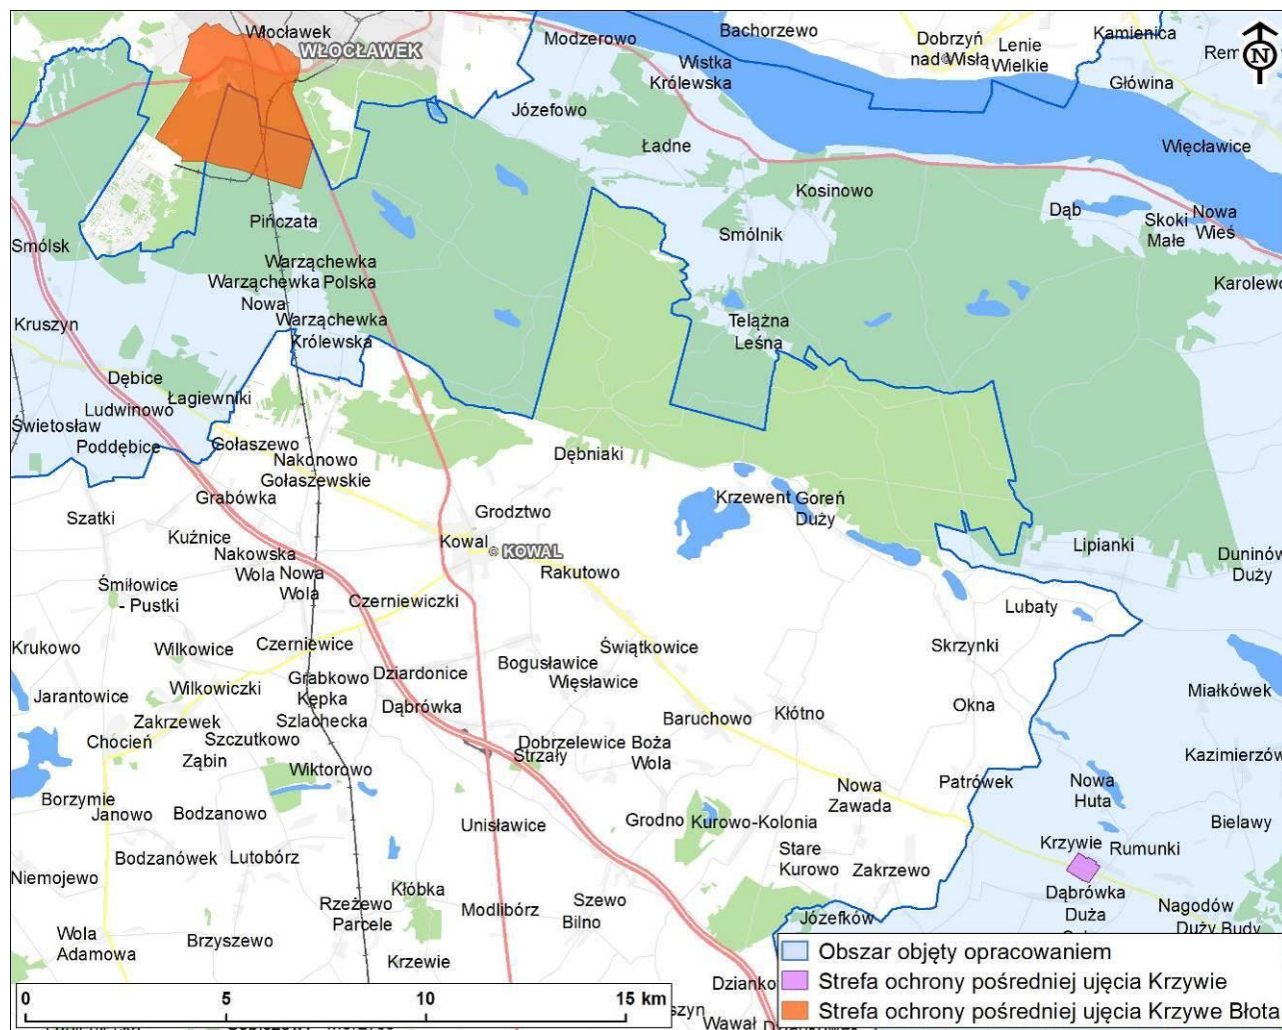 Włocławek
WŁOCŁAWEK
Modzerowo
Bachorzewo
Dobrzyń
nad Wisłą
Lenie
Wielkie
Kamienica
N
Wistka
Królewska
Główina
Józefowo
Ładne
Więcławice
Kosinowo
Pińczata
Smólnik
Dąb
Skoki
Małe
Nowa
Wieś
Smólsk
Warząchewka
Polska
Warząchewka
Nowa
Karolewo
Kruszyn
Warząchewka
Królewska
Telążna
Leśna
Dębice
Łagiewniki
Ludwinowo
Świetosław
Poddębice
Gołaszewo
Nakonowo
Gołaszewskie
Dębniaki
Grabówka
Krzewent
Goreń
Duży
Szatki
Grodztwo
Kuźnice
Kowal
KOWAL
Lipianki
Nakowska
Wola
Nowa
Wola
Rakutowo
Duninów
Duży
Śmiłowice
- Pustki
Czerniewiczki
Lubaty
Krukowo
Wilkowice
Czerniewice
Świątkowice
Skrzynki
Bogusławice
Więsławice
Grabkowo
Dziardonice
Jarantowice
Wilkowiczki
Kępka
Szlachecka
Dąbrówka
Miałkówek
Okna
Zakrzewek
Baruchowo
Kłótno
Chocień
Szczutkowo
Dobrzelewice
Boża
Wola
Ząbin
Strzały
Kazimierzów
Wiktorowo
Patrówek
Nowa
Huta
Nowa
Zawada
Borzymie
Janowo
Bodzanowo
Unisławice
Grodno
Kurowo-Kolonia
Bielawy
Krzywie
Rumunki
Bodzanówek
Lutobórz
Stare
Kurowo
Zakrzewo
Niemojewo
Kłóbka
Dąbrówka
Duża
Rzeżewo
Parcele
Modlibórz
Szewo
Bilno
Józefków
Nagodów
Duży Budy
Wola
Adamowa
Brzyszewo
Krzewie
Obszar objęty opracowaniem
Strefa ochrony pośredniej ujęcia Krzywie
Strefa ochrony pośredniej ujęcia Krzywe Błota
0 5 10 15 km